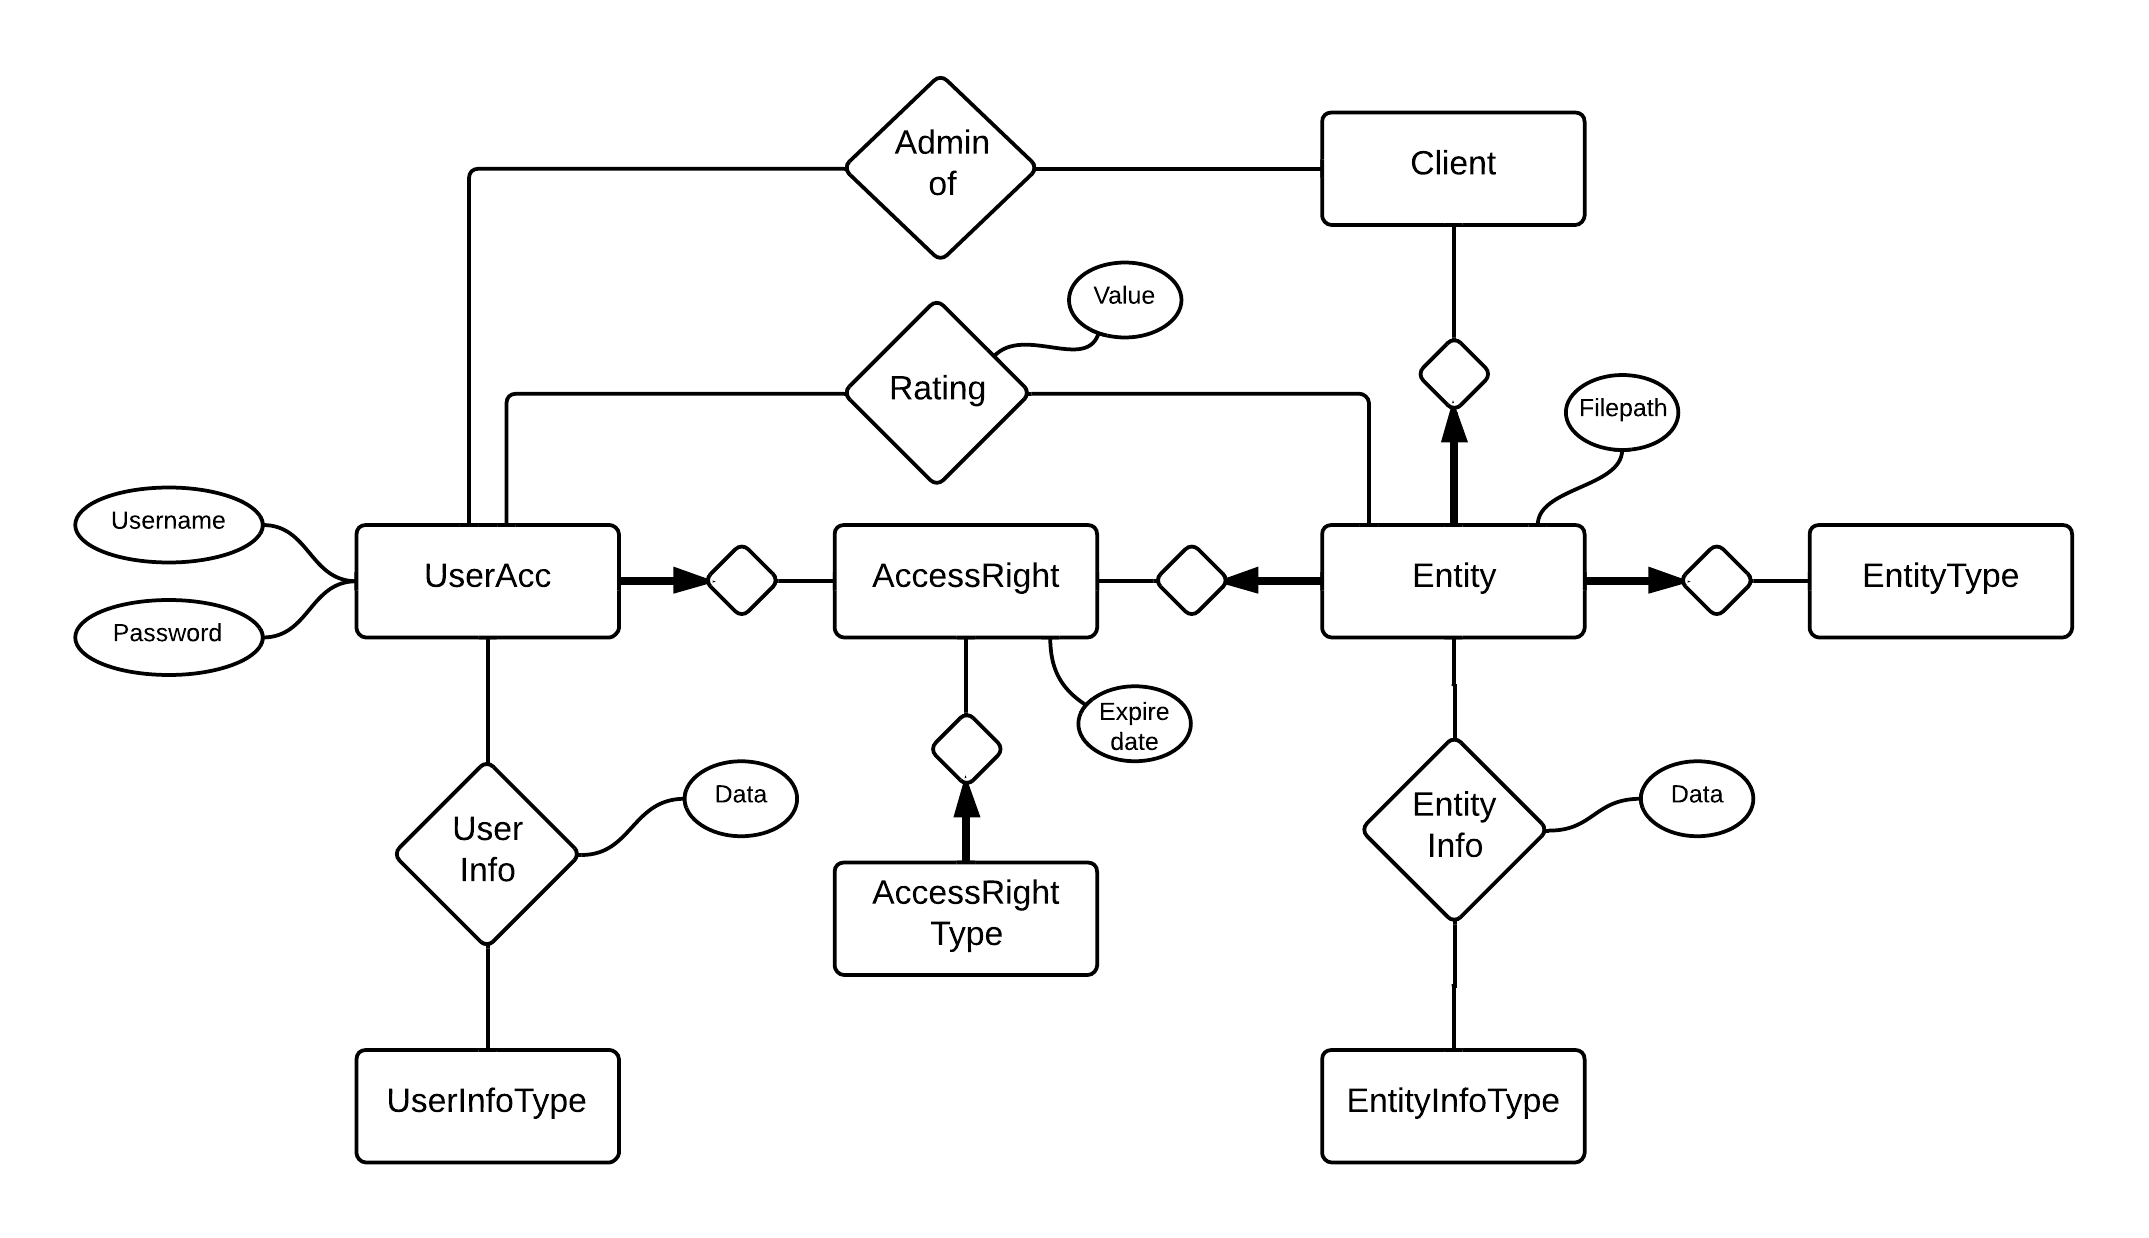 Admin
of
Client
Value
Rating
Filepath
Username
Password
UserAcc
AccessRight
Entity
EntityType
Expire
date
User
Info
Data
Entity
Info
Data
AccessRight
Type
UserInfoType
EntityInfoType